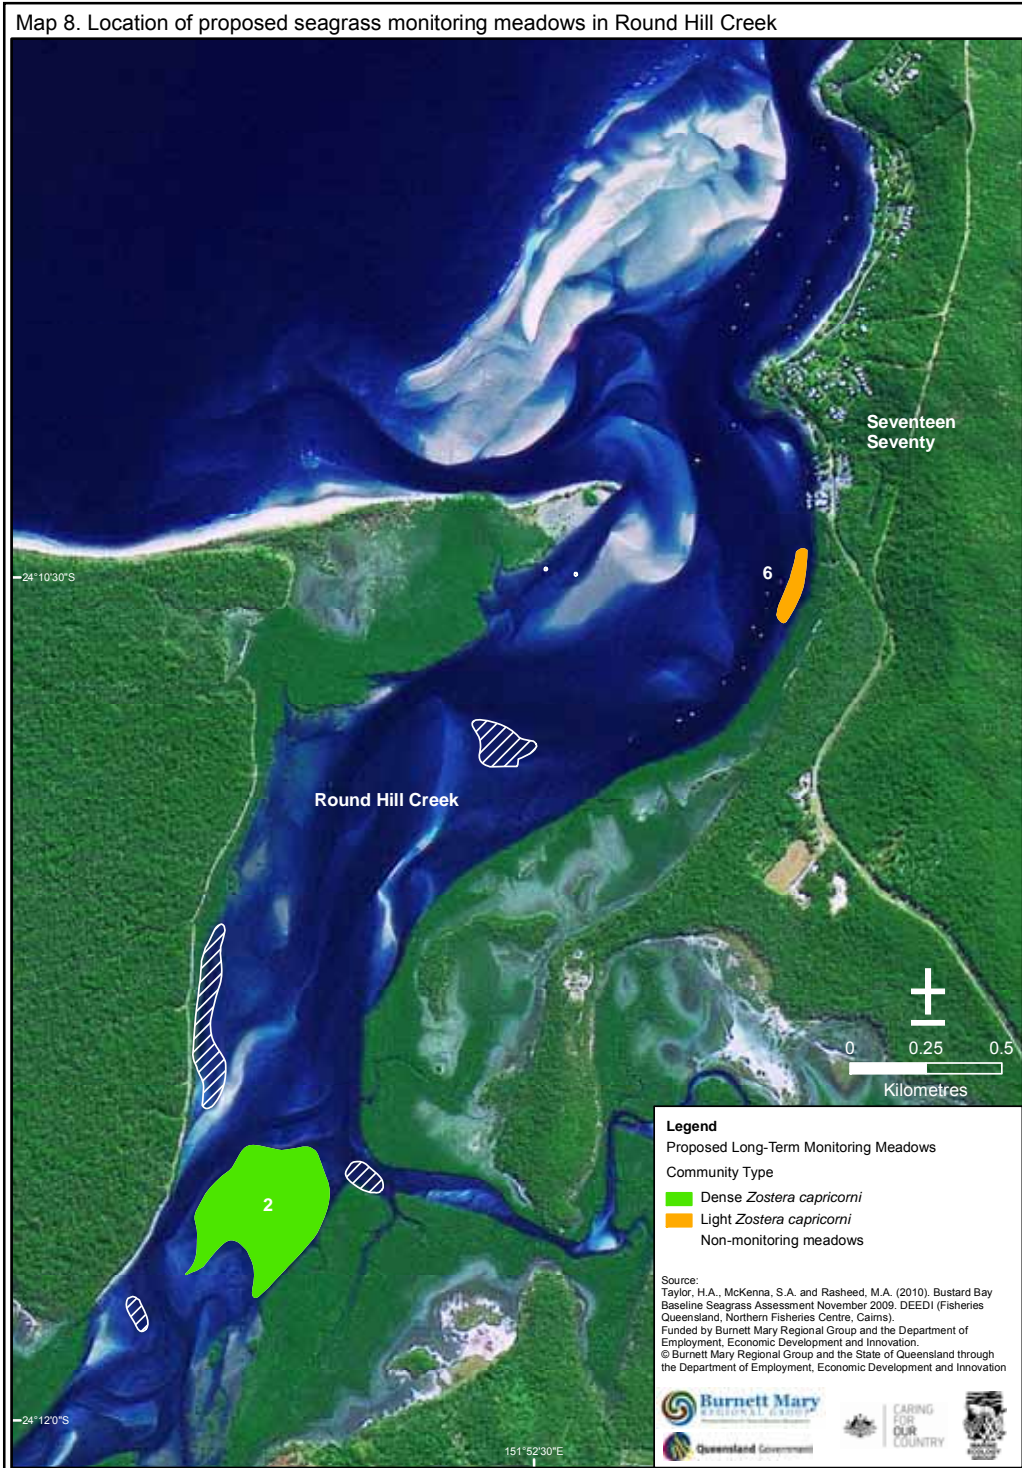 Map 8. Location of proposed seagrass monitoring meadows in Round Hill Creek
Seventeen
Seventy
24°10'30"S
6
Round Hill Creek
0 0.25 0.5
Kilometres
2
Legend
Proposed Long-Term Monitoring Meadows
Community Type
Dense Zostera capricorni
Light Zostera capricorni
Non-monitoring meadows
Source:
Taylor, H.A., McKenna, S.A. and Rasheed, M.A. (2010). Bustard Bay
Baseline Seagrass Assessment November 2009. DEEDI (Fisheries
Queensland, Northern Fisheries Centre, Cairns).
Funded by Burnett Mary Regional Group and the Department of
Employment, Economic Development and Innovation.
© Burnett Mary Regional Group and the State of Queensland through
the Department of Employment, Economic Development and Innovation
Burnett Mary
REGIONAL GROUP
Queensland Government
CARING
FOR
OUR
COUNTRY
MARINE
ECOLOGY
GROUP
24°12'0"S
151°52'30"E